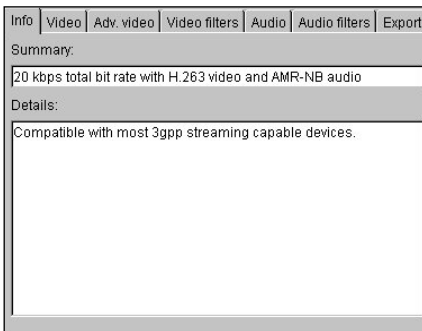 Info Video Adv. video Video filters Audio Audio filters Export
Summary:
20 kbps total bit rate with H.263 video and AMR-NB audio
Details:
Compatible with most 3gpp streaming capable devices.